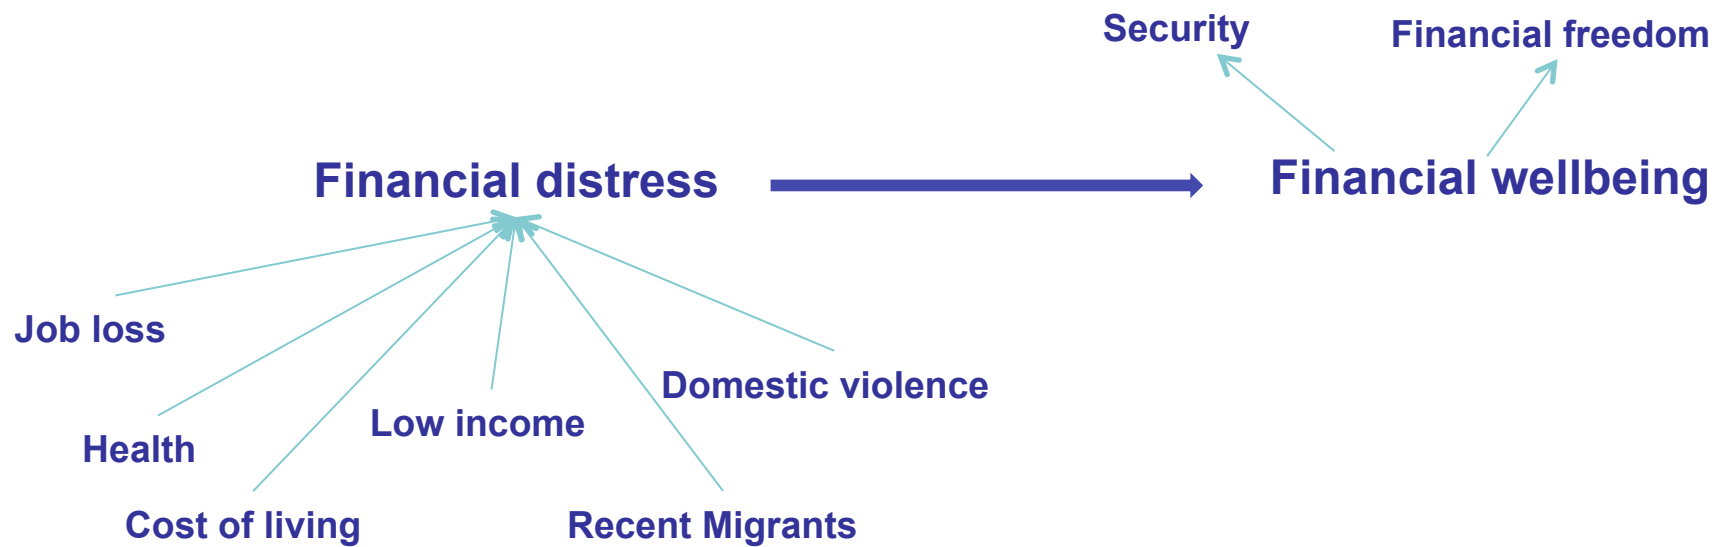 Security
Financial freedom
Financial distress
Financial wellbeing
Job loss
Domestic violence
Low income
Health
Cost of living
Recent Migrants